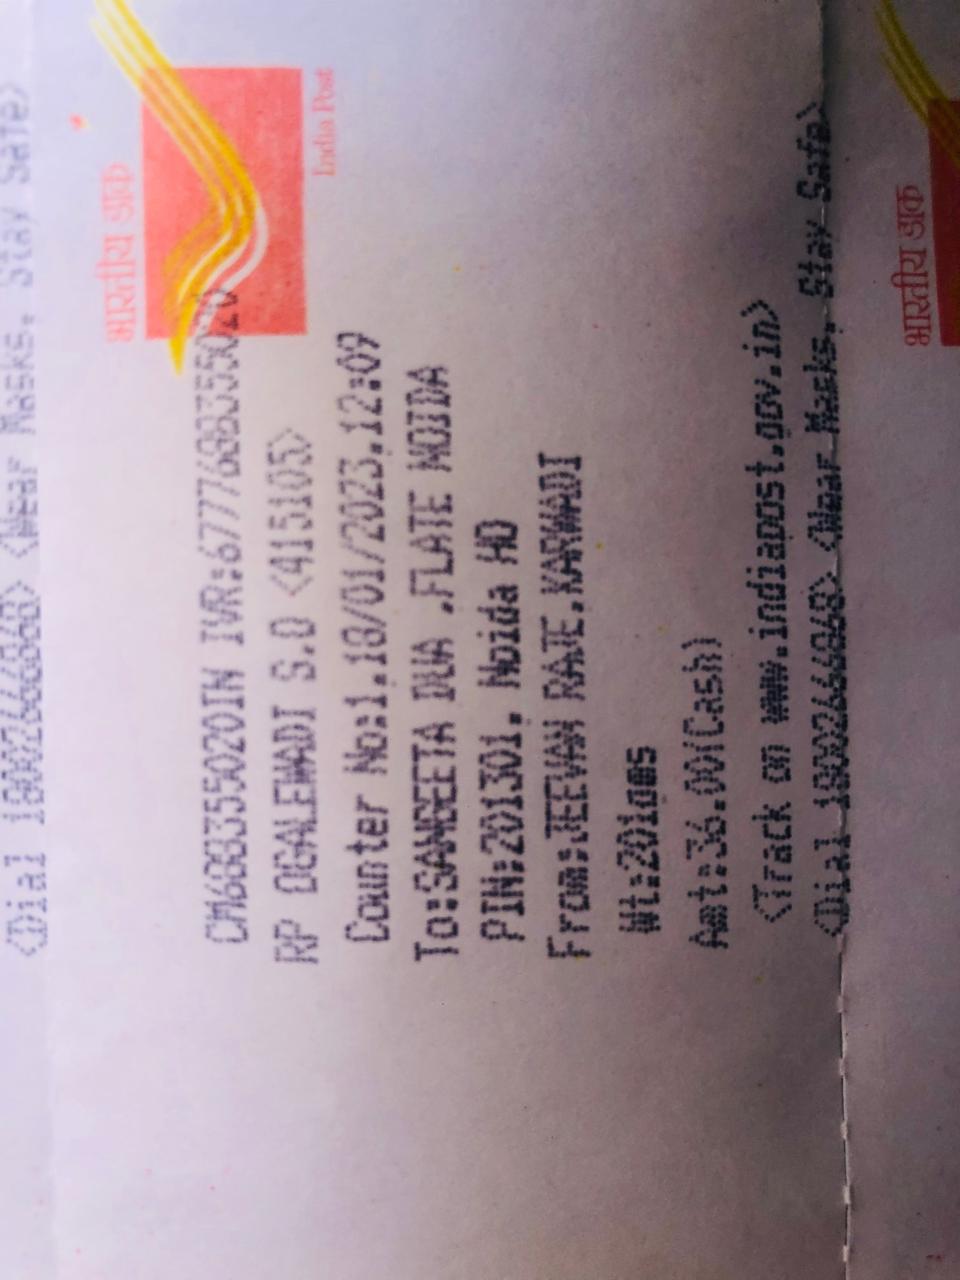 <Dial 18002666868> <Wear Masks, Stay Safe>
भारतीय डाक
India Post
CM688355020IN IVR:6777688355020
RP OGALEWADI S.O <415105>
Counter No:1,18/01/2023,12:09
To:SANGEETA DUA ,FLATE NOIDA
PIN:201301, Noida HO
From:JEEVAN RAJE,KARWADI
Wt:201gms
Amt:36.00(Cash)
<Track on www.indiapost.gov.in>
<Dial 18002666868> <Wear Masks, Stay Safe>
भारतीय डाक